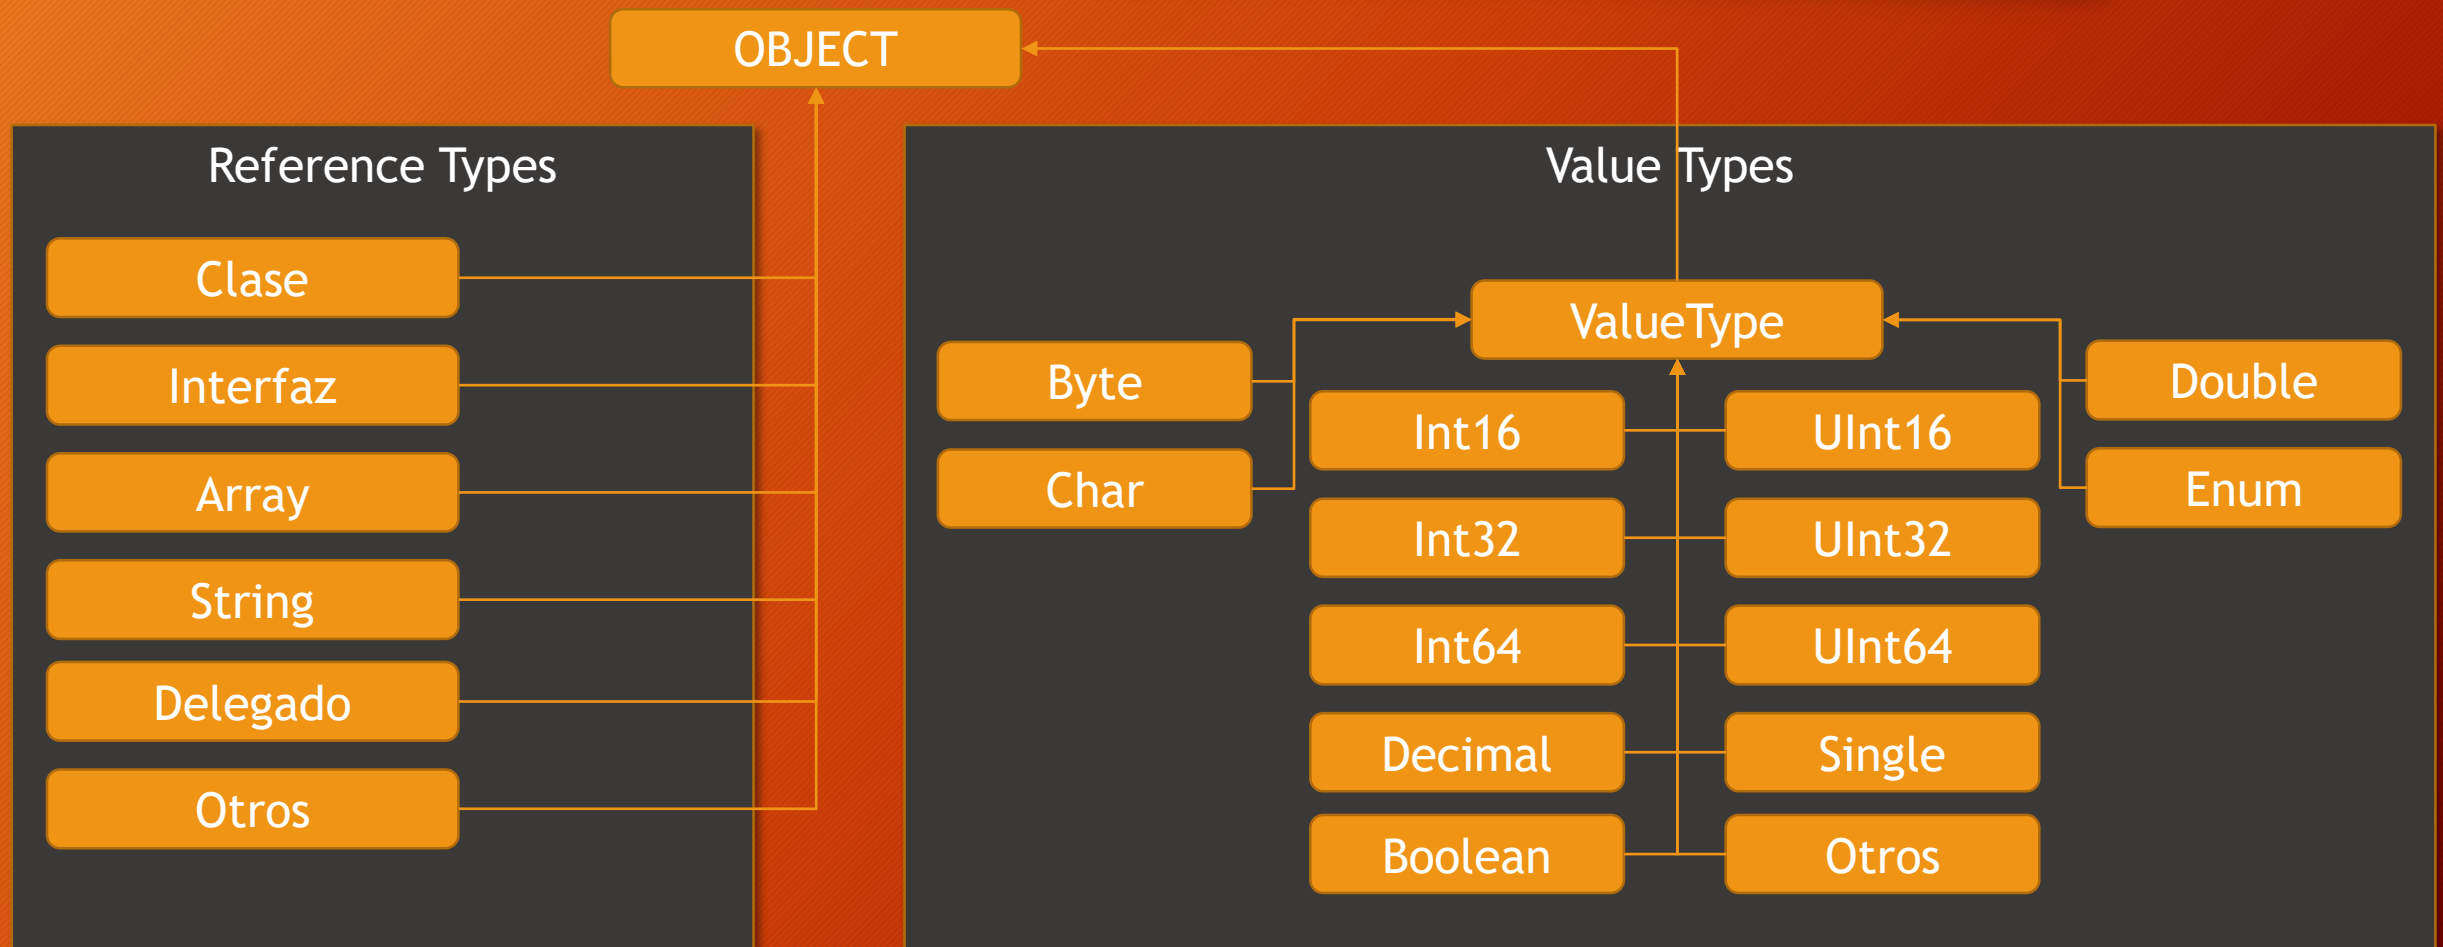 OBJECT
Reference Types
Clase
Interfaz
Array
String
Delegado
Otros
Value Types
ValueType
Byte
Char
Int16
UInt16
Int32
UInt32
Int64
UInt64
Decimal
Single
Boolean
Otros
Double
Enum